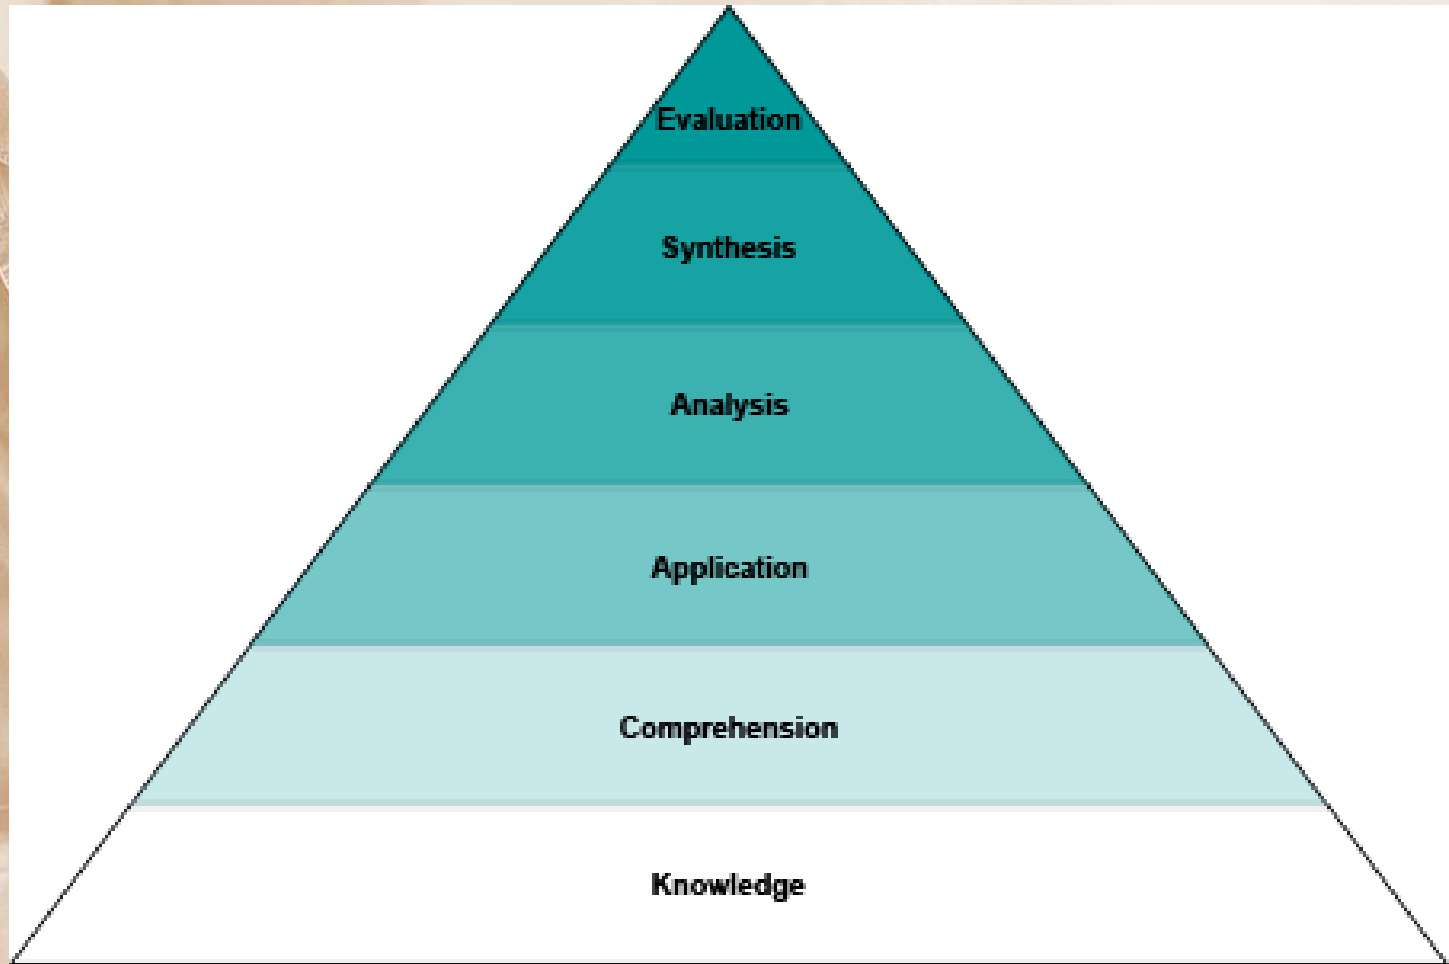 Evaluation
Synthesis
Analysis
Application
Comprehension
Knowledge